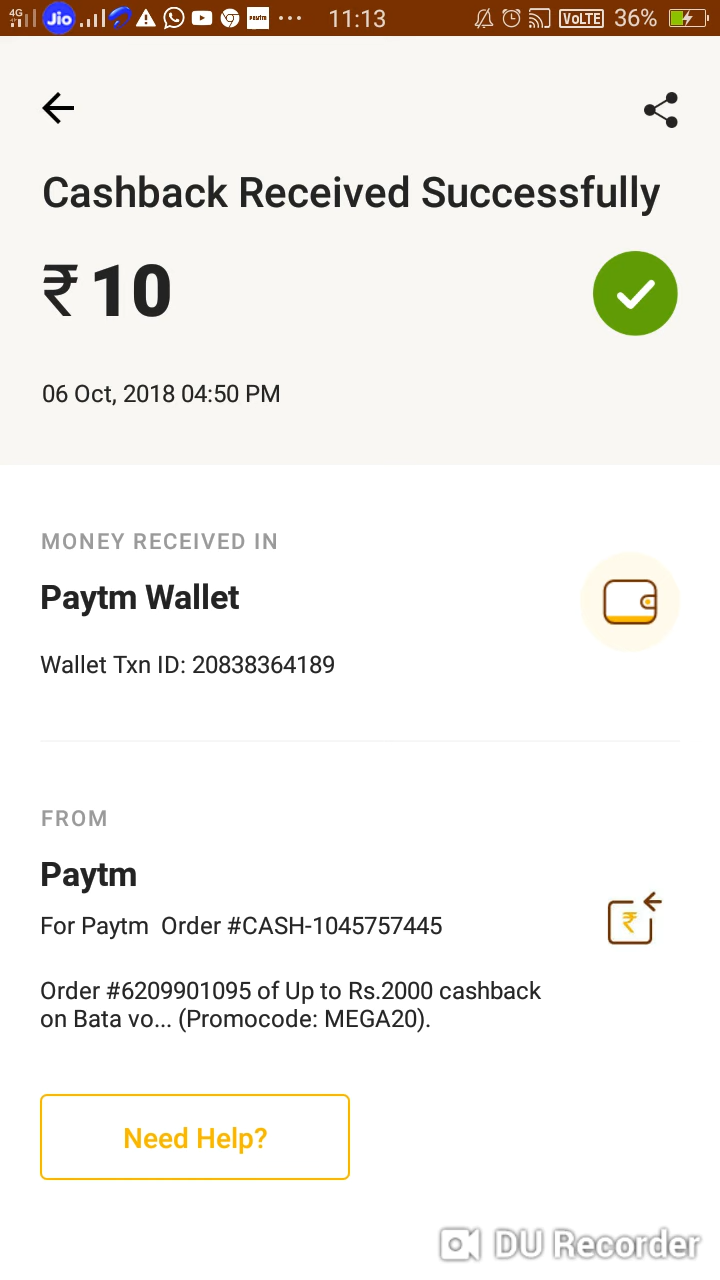 4G Jio Paytm ... 11:13 VoLTE 36%
Cashback Received Successfully
₹ 10
06 Oct, 2018 04:50 PM
MONEY RECEIVED IN
Paytm Wallet
Wallet Txn ID: 20838364189
FROM
Paytm
For Paytm  Order #CASH-1045757445
₹
Order #6209901095 of Up to Rs.2000 cashback
on Bata vo... (Promocode: MEGA20).
Need Help?
DU Recorder